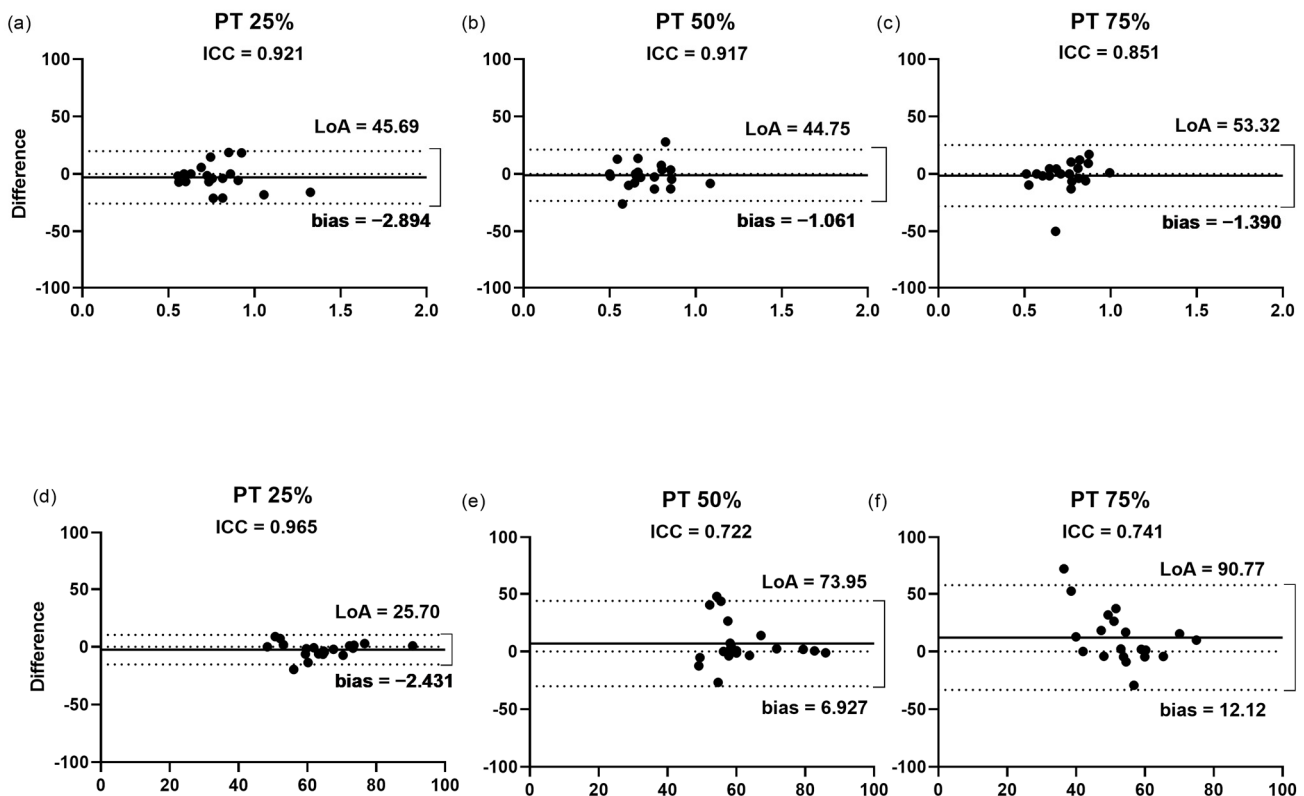 (a)
PT 25%
ICC = 0.921
Difference
100
50
0
-50
-100
LoA = 45.69
bias = −2.894
0.0 0.5 1.0 1.5 2.0
(b)
PT 50%
ICC = 0.917
100
50
0
-50
-100
LoA = 44.75
bias = −1.061
0.0 0.5 1.0 1.5 2.0
(c)
PT 75%
ICC = 0.851
100
50
0
-50
-100
LoA = 53.32
bias = −1.390
0.0 0.5 1.0 1.5 2.0
(d)
PT 25%
ICC = 0.965
Difference
100
50
0
-50
-100
LoA = 25.70
bias = −2.431
0 20 40 60 80 100
(e)
PT 50%
ICC = 0.722
100
50
0
-50
-100
LoA = 73.95
bias = 6.927
0 20 40 60 80 100
(f)
PT 75%
ICC = 0.741
100
50
0
-50
-100
LoA = 90.77
bias = 12.12
0 20 40 60 80 100